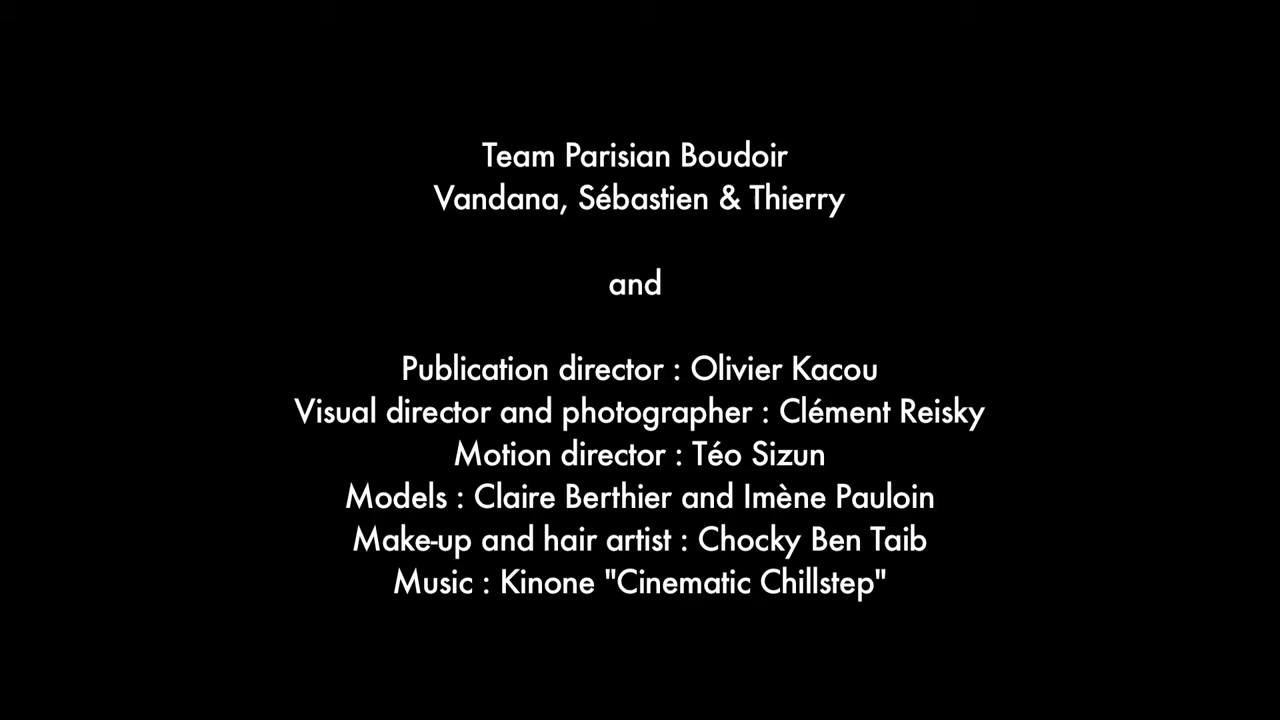 Team Parisian Boudoir
Vandana, Sébastien & Thierry
and
Publication director : Olivier Kacou
Visual director and photographer : Clément Reisky
Motion director : Téo Sizun
Models : Claire Berthier and Imène Pauloin
Make-up and hair artist : Chocky Ben Taib
Music : Kinone "Cinematic Chillstep"